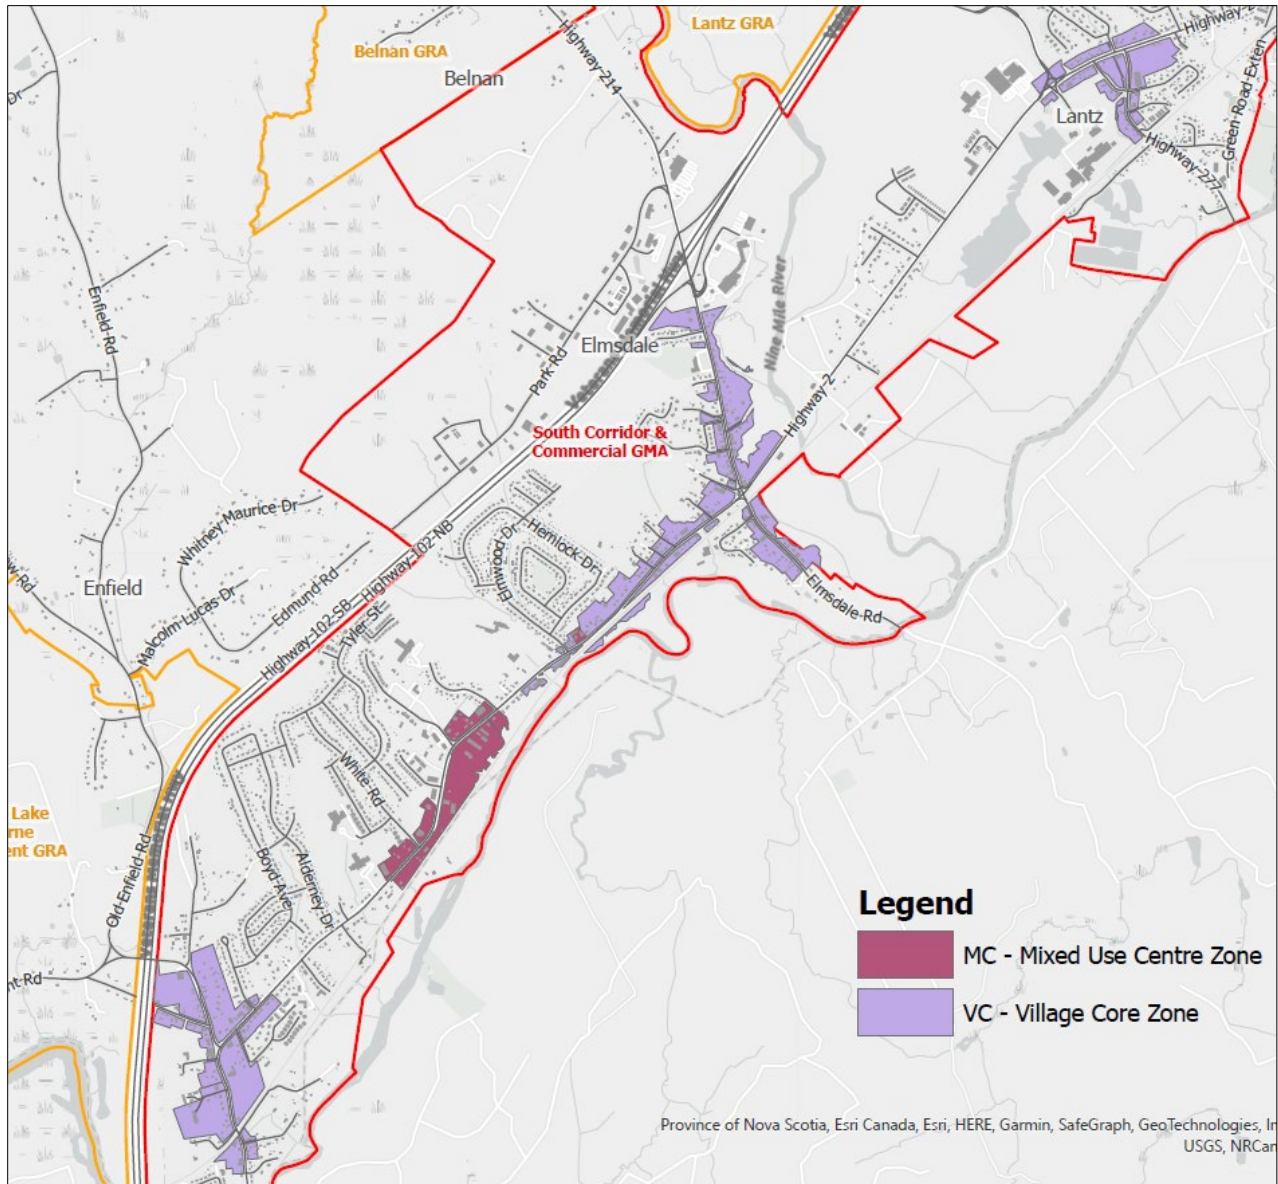 Highway-2
Lantz GRA
Belnan GRA
Belnan
Highway-214
Dr
Lantz
Green-Road-Exten
Highway-277
Enfield-Rd
Nine Mile River
Elmsdale
Park-Rd
Highway-2
South Corridor &
Commercial GMA
Whitney Maurice-Dr
Highway-102-NB
Elmwood-Dr
Hemlock-Dr
Enfield
Edmund-Rd
Malcolm-Lucas-Dr
Highway-102-SB
Tyler St
Elmsdale-Rd
White-Rd
Lake
rne
ent GRA
Old-Enfield-Rd
Boyd-Ave
Alderney-Dr
nt-Rd
Legend
MC - Mixed Use Centre Zone
VC - Village Core Zone
Province of Nova Scotia, Esri Canada, Esri, HERE, Garmin, SafeGraph, GeoTechnologies, In
USGS, NRCan